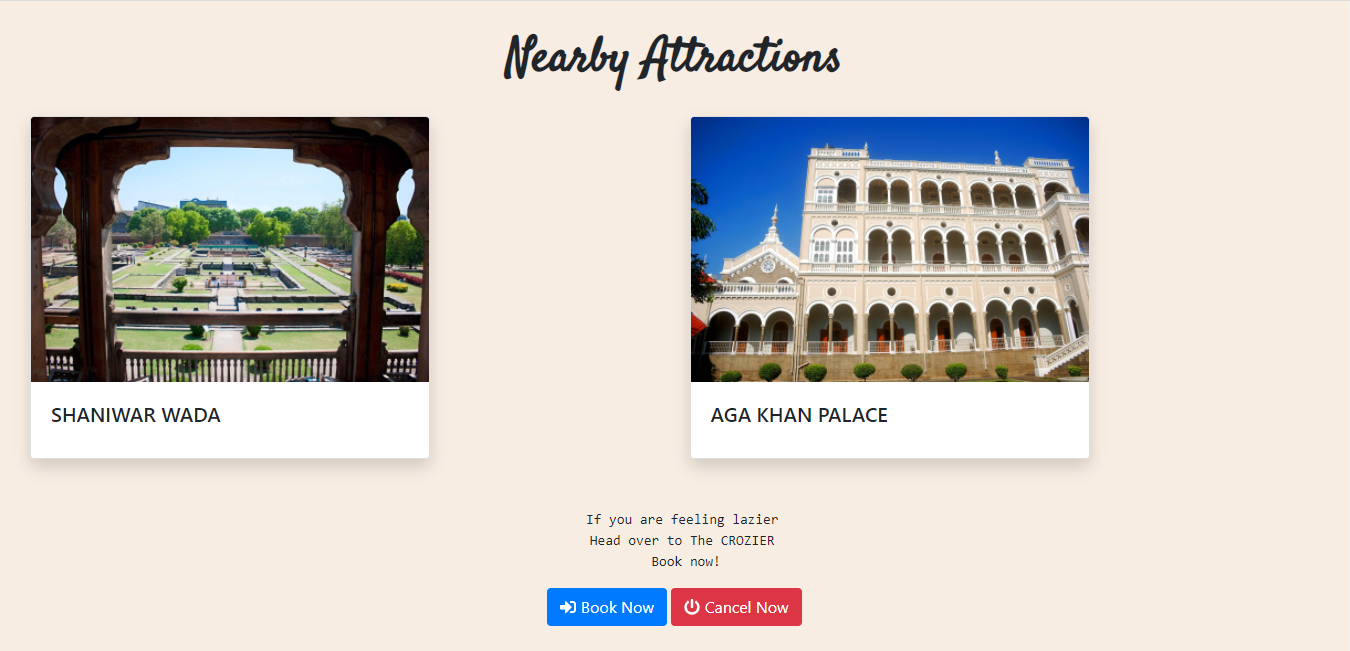 Nearby Attractions
SHANIWAR WADA
AGA KHAN PALACE
If you are feeling lazier
Head over to The CROZIER
Book now!
Book Now
Cancel Now